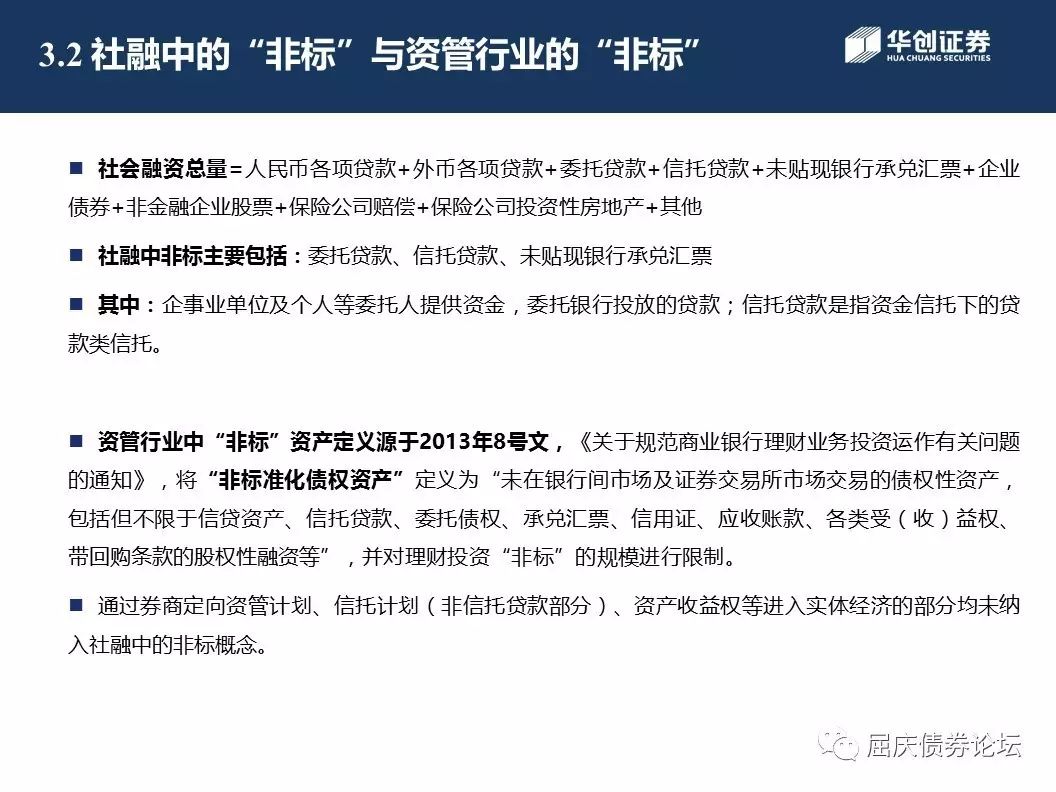 3.2 社融中的“非标”与资管行业的“非标”
华创证券
HUA CHUANG SECURITIES
■ 社会融资总量=人民币各项贷款+外币各项贷款+委托贷款+信托贷款+未贴现银行承兑汇票+企业
债券+非金融企业股票+保险公司赔偿+保险公司投资性房地产+其他
■ 社融中非标主要包括：委托贷款、信托贷款、未贴现银行承兑汇票
■ 其中：企事业单位及个人等委托人提供资金，委托银行投放的贷款；信托贷款是指资金信托下的贷
款类信托。
■ 资管行业中“非标”资产定义源于2013年8号文，《关于规范商业银行理财业务投资运作有关问题
的通知》，将“非标准化债权资产”定义为“未在银行间市场及证券交易所市场交易的债权性资产，
包括但不限于信贷资产、信托贷款、委托债权、承兑汇票、信用证、应收账款、各类受（收）益权、
带回购条款的股权性融资等”，并对理财投资“非标”的规模进行限制。
■ 通过券商定向资管计划、信托计划（非信托贷款部分）、资产收益权等进入实体经济的部分均未纳
入社融中的非标概念。
屈庆债券论坛